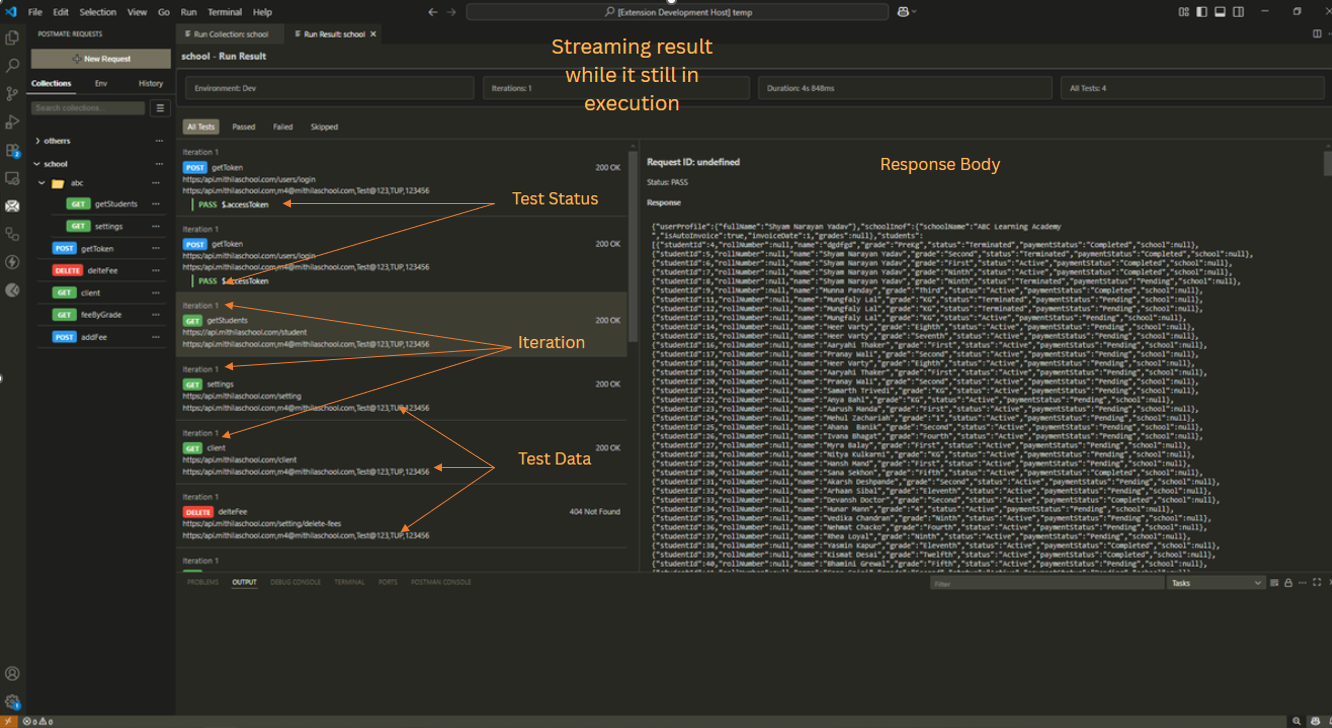 File Edit Selection View Go Run Terminal Help
[Extension Development Host] temp
POSTMATE: REQUESTS
New Request
Collections Env History
Search collections...
otherrs
school
abc
GET getStudents
GET settings
POST getToken
DELETE delteFee
GET client
GET feeByGrade
POST addFee
Run Collection: school
Run Result: school
school - Run Result
Streaming result
while it still in
execution
Environment: Dev
Iterations: 1
Duration: 4s 848ms
All Tests: 4
All Tests Passed Failed Skipped
Iteration 1
POST getToken 200 OK
https:/api.mithilaschool.com/users/login
https:/api.mithilaschool.com,m4@mithilaschool.com,Test@123,TUP,123456
PASS $.accessToken
Iteration 1
POST getToken 200 OK
https:/api.mithilaschool.com/users/login
https:/api.mithilaschool.com,m4@mithilaschool.com,Test@123,TUP,123456
PASS $.accessToken
Iteration 1
GET getStudents 200 OK
https://api.mithilaschool.com/student
https:/api.mithilaschool.com,m4@mithilaschool.com,Test@123,TUP,123456
Iteration 1
GET settings 200 OK
https:/api.mithilaschool.com/setting
https:/api.mithilaschool.com,m4@mithilaschool.com,Test@123,TUP,123456
Iteration 1
GET client 200 OK
https:/api.mithilaschool.com/client
https:/api.mithilaschool.com,m4@mithilaschool.com,Test@123,TUP,123456
Iteration 1
DELETE delteFee 404 Not Found
https:/api.mithilaschool.com/setting/delete-fees
https:/api.mithilaschool.com,m4@mithilaschool.com,Test@123,TUP,123456
Iteration 1
Test Status
Iteration
Test Data
Request ID: undefined
Response Body
Status: PASS
Response
{"userProfile":{"fullName":"Shyam Narayan Yadav"},"schoolInof":{"schoolName":"ABC Learning Academy
","isAutoInvoice":true,"invoiceDate":1,"grades":null},"students":
[{"studentId":4,"rollNumber":null,"name":"dgdfgd","grade":"PreKg","status":"Terminated","paymentStatus":"Completed","school":null},
{"studentId":5,"rollNumber":null,"name":"Shyam Narayan Yadav","grade":"Second","status":"Terminated","paymentStatus":"Completed","school":null},
{"studentId":6,"rollNumber":null,"name":"Shyam Narayan Yadav","grade":"First","status":"Active","paymentStatus":"Completed","school":null},
{"studentId":7,"rollNumber":null,"name":"Shyam Narayan Yadav","grade":"Ninth","status":"Active","paymentStatus":"Completed","school":null},
{"studentId":9,"rollNumber":null,"name":"Munna Panday","grade":"Third","status":"Active","paymentStatus":"Completed","school":null},
{"studentId":11,"rollNumber":null,"name":"Mungfaly Lal","grade":"KG","status":"Terminated","paymentStatus":"Pending","school":null},
{"studentId":12,"rollNumber":null,"name":"Mungfaly Lal","grade":"KG","status":"Terminated","paymentStatus":"Pending","school":null},
{"studentId":13,"rollNumber":null,"name":"Mungfaly Lal","grade":"KG","status":"Active","paymentStatus":"Pending","school":null},
{"studentId":14,"rollNumber":null,"name":"Heer Varty","grade":"Eighth","status":"Active","paymentStatus":"Pending","school":null},
{"studentId":15,"rollNumber":null,"name":"Heer Varty","grade":"Seventh","status":"Active","paymentStatus":"Pending","school":null},
{"studentId":16,"rollNumber":null,"name":"Aaryahi Thaker","grade":"First","status":"Active","paymentStatus":"Pending","school":null},
{"studentId":17,"rollNumber":null,"name":"Pranay Wali","grade":"Second","status":"Active","paymentStatus":"Pending","school":null},
{"studentId":18,"rollNumber":null,"name":"Heer Varty","grade":"Eighth","status":"Active","paymentStatus":"Pending","school":null},
{"studentId":19,"rollNumber":null,"name":"Aaryahi Thaker","grade":"First","status":"Active","paymentStatus":"Pending","school":null},
{"studentId":20,"rollNumber":null,"name":"Pranay Wali","grade":"Second","status":"Active","paymentStatus":"Pending","school":null},
{"studentId":21,"rollNumber":null,"name":"Samarth Trivedi","grade":"KG","status":"Active","paymentStatus":"Pending","school":null},
{"studentId":22,"rollNumber":null,"name":"Anya Bahl","grade":"KG","status":"Active","paymentStatus":"Pending","school":null},
{"studentId":23,"rollNumber":null,"name":"Aarush Manda","grade":"First","status":"Active","paymentStatus":"Pending","school":null},
{"studentId":24,"rollNumber":null,"name":"Mehul Zachariah","grade":"1","status":"Active","paymentStatus":"Pending","school":null},
{"studentId":25,"rollNumber":null,"name":"Ahana  Banik","grade":"Second","status":"Active","paymentStatus":"Pending","school":null},
{"studentId":26,"rollNumber":null,"name":"Ivana Bhagat","grade":"Fourth","status":"Active","paymentStatus":"Pending","school":null},
{"studentId":27,"rollNumber":null,"name":"Myra Balay","grade":"First","status":"Active","paymentStatus":"Pending","school":null},
{"studentId":28,"rollNumber":null,"name":"Nitya Kulkarni","grade":"KG","status":"Active","paymentStatus":"Pending","school":null},
{"studentId":29,"rollNumber":null,"name":"Hansh Mand","grade":"First","status":"Active","paymentStatus":"Pending","school":null},
{"studentId":30,"rollNumber":null,"name":"Sana Sekhon","grade":"Fifth","status":"Active","paymentStatus":"Completed","school":null},
{"studentId":31,"rollNumber":null,"name":"Akarsh Deshpande","grade":"Second","status":"Active","paymentStatus":"Pending","school":null},
{"studentId":32,"rollNumber":null,"name":"Arhaan Sibal","grade":"Eleventh","status":"Active","paymentStatus":"Pending","school":null},
{"studentId":33,"rollNumber":null,"name":"Devansh Doctor","grade":"Second","status":"Active","paymentStatus":"Completed","school":null},
{"studentId":34,"rollNumber":null,"name":"Hunar Mann","grade":"4","status":"Active","paymentStatus":"Pending","school":null},
{"studentId":35,"rollNumber":null,"name":"Vedika Chandran","grade":"Ninth","status":"Active","paymentStatus":"Pending","school":null},
{"studentId":36,"rollNumber":null,"name":"Nehmat Chacko","grade":"Fourth","status":"Active","paymentStatus":"Pending","school":null},
{"studentId":37,"rollNumber":null,"name":"Rhea Loyal","grade":"Ninth","status":"Active","paymentStatus":"Pending","school":null},
{"studentId":38,"rollNumber":null,"name":"Yasmin Kapur","grade":"Eleventh","status":"Active","paymentStatus":"Completed","school":null},
{"studentId":39,"rollNumber":null,"name":"Kismat Desai","grade":"Twelfth","status":"Active","paymentStatus":"Completed","school":null},
{"studentId":40,"rollNumber":null,"name":"Bhamini Grewal","grade":"Fifth","status":"Active","paymentStatus":"Pending","school":null},
PROBLEMS OUTPUT DEBUG CONSOLE TERMINAL PORTS POSTMAN CONSOLE
Filter
Tasks
0 0